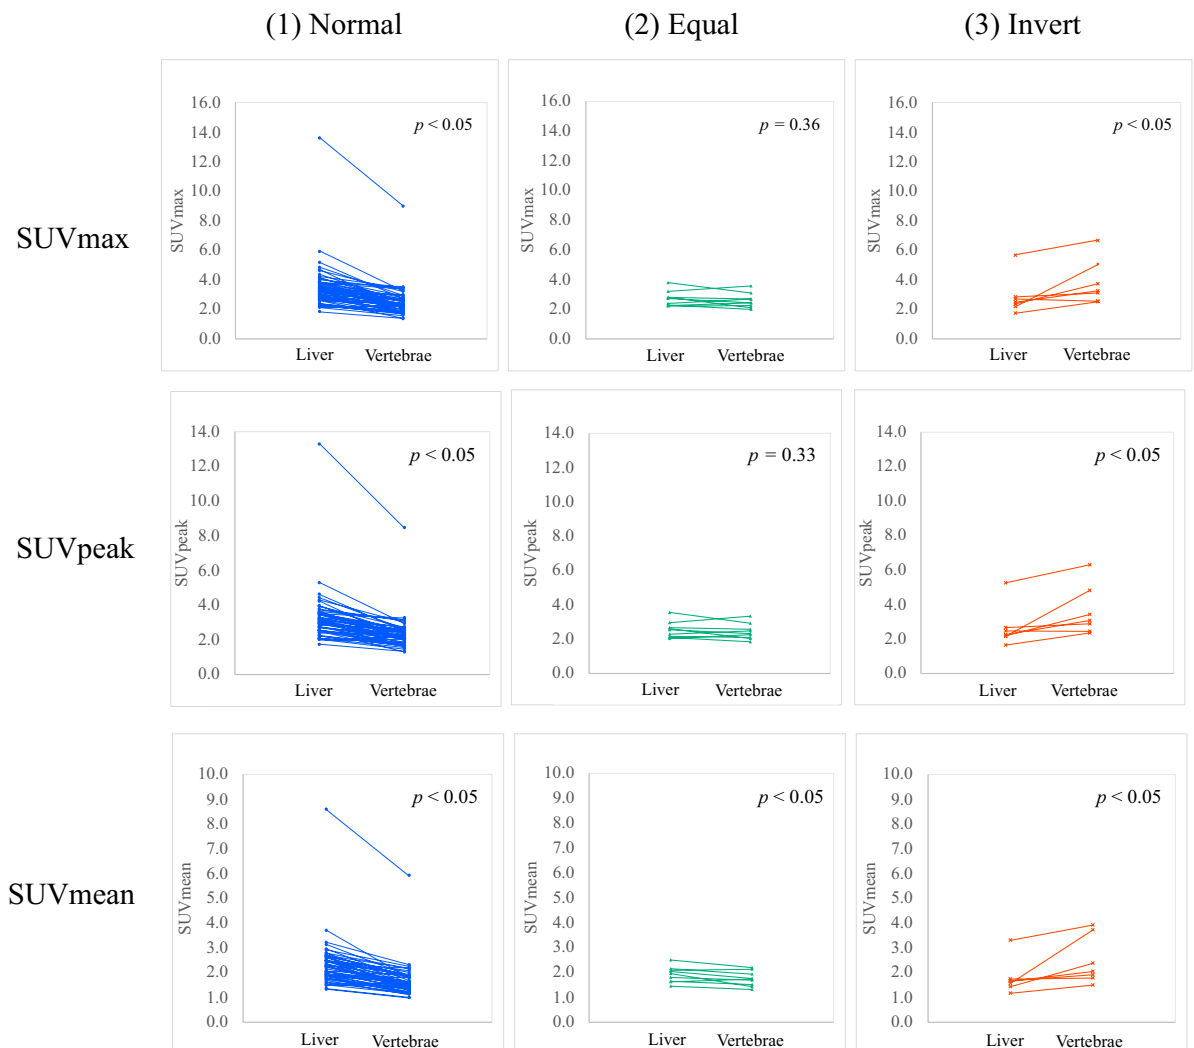 (1) Normal (2) Equal (3) Invert
SUVmax
SUVmax
16.0
14.0
12.0
10.0
8.0
6.0
4.0
2.0
0.0
p < 0.05
Liver Vertebrae
SUVmax
16.0
14.0
12.0
10.0
8.0
6.0
4.0
2.0
0.0
p = 0.36
Liver Vertebrae
SUVmax
16.0
14.0
12.0
10.0
8.0
6.0
4.0
2.0
0.0
p < 0.05
Liver Vertebrae
SUVpeak
SUVpeak
14.0
12.0
10.0
8.0
6.0
4.0
2.0
0.0
p < 0.05
Liver Vertebrae
SUVpeak
14.0
12.0
10.0
8.0
6.0
4.0
2.0
0.0
p = 0.33
Liver Vertebrae
SUVpeak
14.0
12.0
10.0
8.0
6.0
4.0
2.0
0.0
p < 0.05
Liver Vertebrae
SUVmean
SUVmean
10.0
9.0
8.0
7.0
6.0
5.0
4.0
3.0
2.0
1.0
0.0
p < 0.05
Liver Vertebrae
SUVmean
10.0
9.0
8.0
7.0
6.0
5.0
4.0
3.0
2.0
1.0
0.0
p < 0.05
Liver Vertebrae
SUVmean
10.0
9.0
8.0
7.0
6.0
5.0
4.0
3.0
2.0
1.0
0.0
p < 0.05
Liver Vertebrae